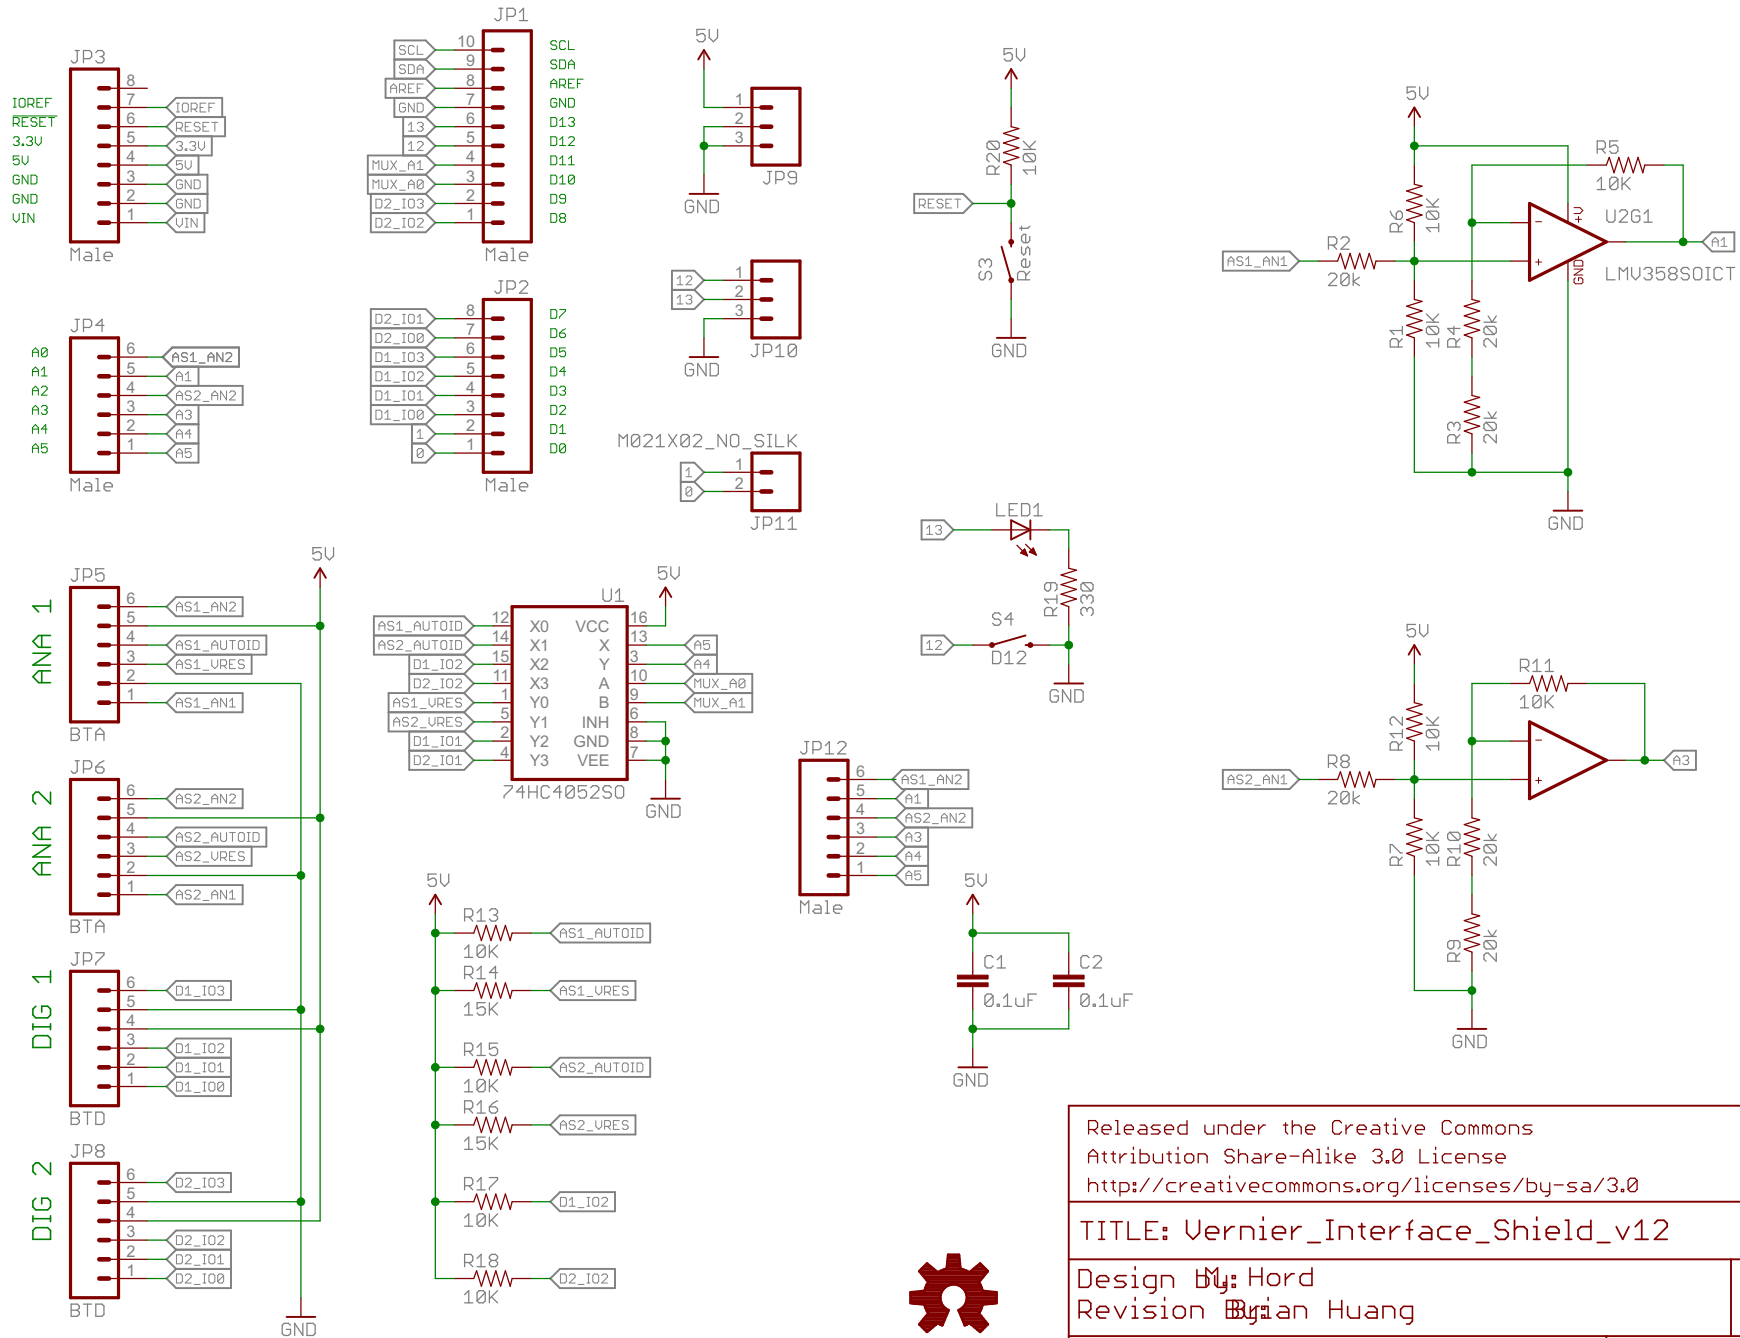 JP3
8
7
6
5
4
3
2
1
IOREF
RESET
3.3V
5V
GND
GND
VIN
IOREF
RESET
3.3V
5V
GND
GND
VIN
Male
JP4
A0
A1
A2
A3
A4
A5
6
5
4
3
2
1
AS1_AN2
A1
AS2_AN2
A3
A4
A5
Male
JP1
SCL
SDA
AREF
GND
13
12
MUX_A1
MUX_A0
D2_IO3
D2_IO2
10
9
8
7
6
5
4
3
2
1
SCL
SDA
AREF
GND
D13
D12
D11
D10
D9
D8
Male
JP2
D2_IO1
D2_IO0
D1_IO3
D1_IO2
D1_IO1
D1_IO0
1
0
8
7
6
5
4
3
2
1
D7
D6
D5
D4
D3
D2
D1
D0
Male
5V
1
2
3
JP9
GND
12
13
1
2
3
JP10
GND
M021X02_NO_SILK
1
0
1
2
JP11
5V
R20
10K
RESET
S3
Reset
GND
5V
R6
10K
R5
10K
AS1_AN1
R2
20k
U2G1
+V
GND
-
+
LMV358SOICT
A1
R1
10K
R4
20k
R3
20k
GND
13
LED1
R19
330
12
S4
D12
GND
ANA 1
JP5
6
5
4
3
2
1
AS1_AN2
AS1_AUTOID
AS1_VRES
AS1_AN1
BTA
5V
ANA 2
JP6
6
5
4
3
2
1
AS2_AN2
AS2_AUTOID
AS2_VRES
AS2_AN1
BTA
DIG 1
JP7
6
5
4
3
2
1
D1_IO3
D1_IO2
D1_IO1
D1_IO0
BTD
DIG 2
JP8
6
5
4
3
2
1
D2_IO3
D2_IO2
D2_IO1
D2_IO0
BTD
GND
U1
5V
AS1_AUTOID 12 X0 VCC 16
AS2_AUTOID 14 X1 X 13 A5
D1_IO2 15 X2 Y 3 A4
D2_IO2 11 X3 A 10 MUX_A0
AS1_VRES 1 Y0 B 9 MUX_A1
AS2_VRES 5 Y1 INH 6
D1_IO1 2 Y2 GND 8
D2_IO1 4 Y3 VEE 7
74HC4052SO
GND
5V
R13
10K
AS1_AUTOID
R14
15K
AS1_VRES
R15
10K
AS2_AUTOID
R16
15K
AS2_VRES
R17
10K
D1_IO2
R18
10K
D2_IO2
JP12
6
5
4
3
2
1
AS1_AN2
A1
AS2_AN2
A3
A4
A5
Male
5V
C1
0.1uF
C2
0.1uF
GND
5V
R12
10K
R11
10K
AS2_AN1
R8
20k
-
+
A3
R7
10K
R10
20k
R9
20k
GND
Released under the Creative Commons
Attribution Share-Alike 3.0 License
http://creativecommons.org/licenses/by-sa/3.0
TITLE: Vernier_Interface_Shield_v12
Design by: M. Hord
Revision By: Brian Huang